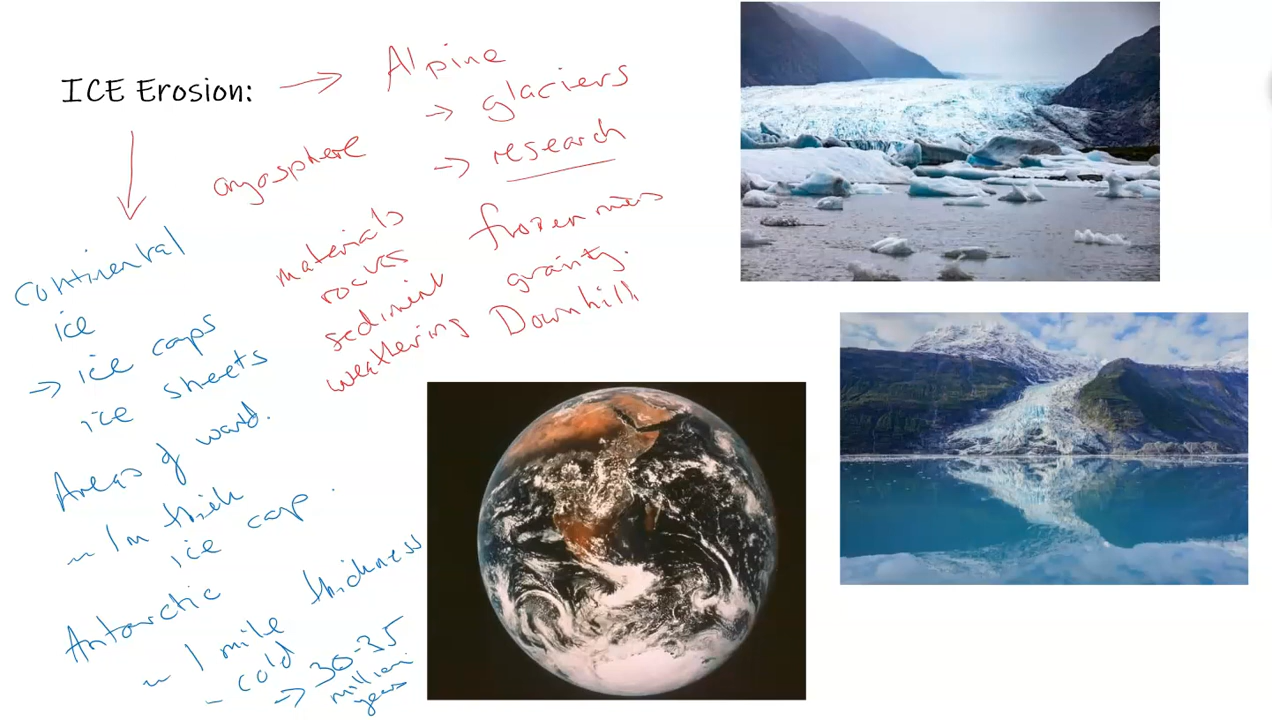 ICE Erosion:
Alpine
→ glaciers
→ research
cryosphere
materials
rocks
sediment
weathering
frozen rivers
gravity.
Downhill
Continental
ice
→ ice caps
ice sheets
Areas of world.
~ 1m thick
ice cap.
Antarctic
~ 1 mile thickness
- cold
→ 30-35
million
years